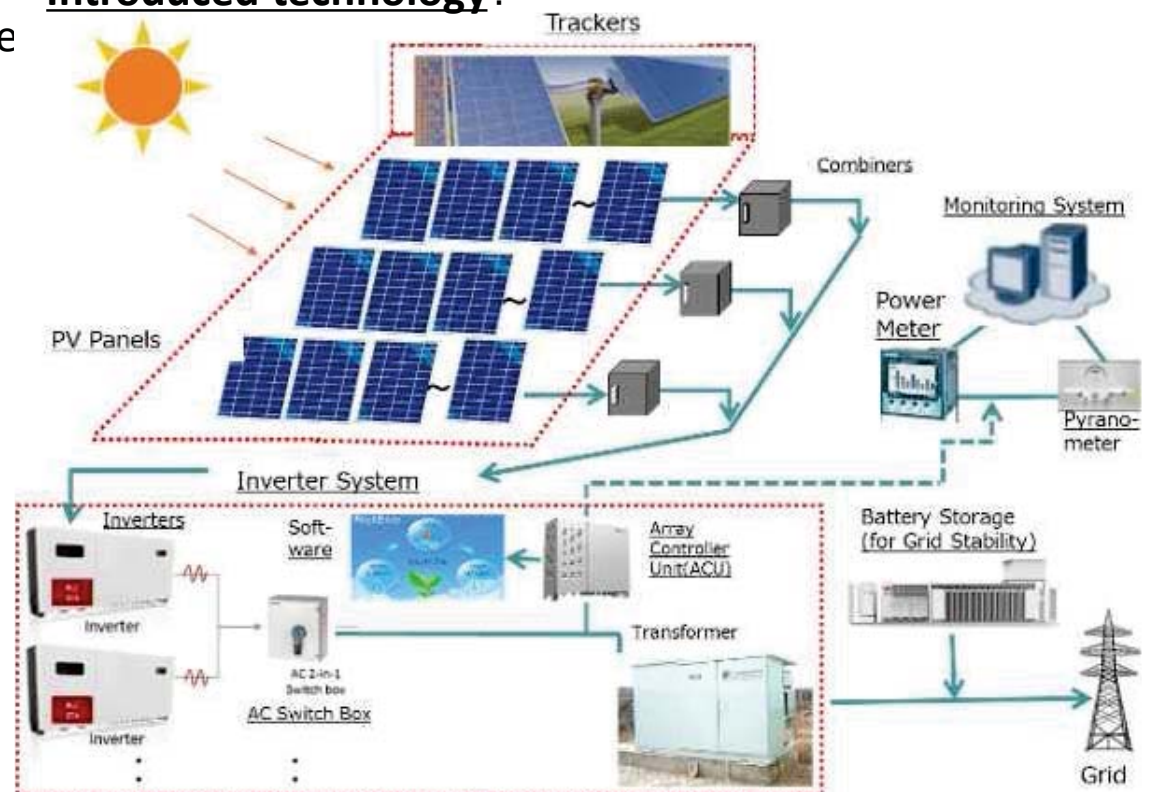 introduced technology?
e
Trackers
Combiners
Monitoring System
Power
Meter
PV Panels
Pyrano-
meter
Inverter System
Inverters
Soft-
ware
Array
Controller
Unit(ACU)
Battery Storage
(for Grid Stability)
Inverter
Transformer
AC 2-in-1
Switch box
AC Switch Box
Inverter
Grid